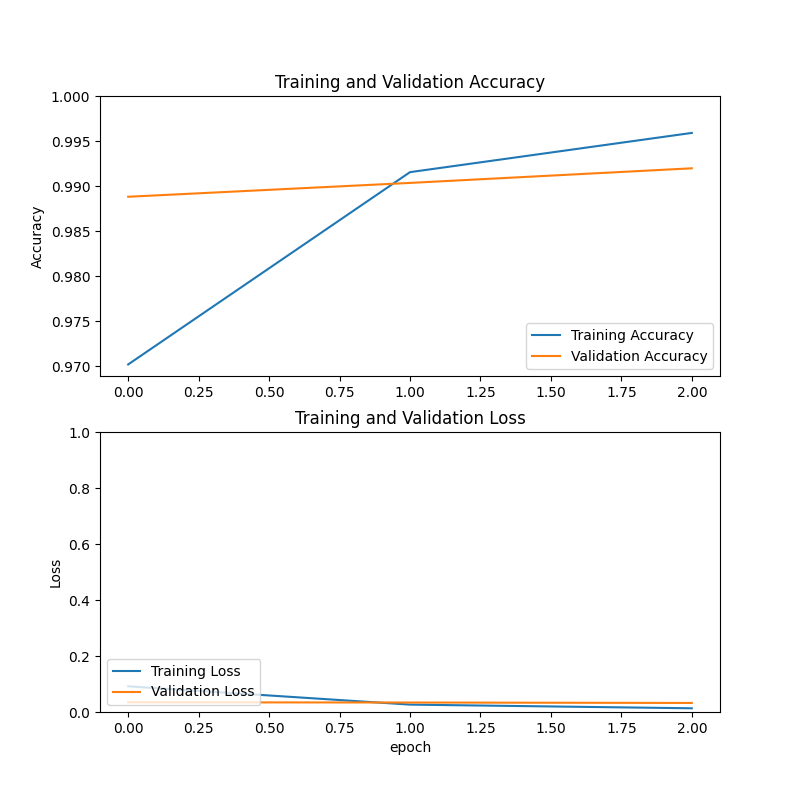 Training and Validation Accuracy
1.000
0.995
0.990
0.985
0.980
0.975
0.970
Accuracy
Training Accuracy
Validation Accuracy
0.00 0.25 0.50 0.75 1.00 1.25 1.50 1.75 2.00
Training and Validation Loss
1.0
0.8
0.6
0.4
0.2
0.0
Loss
Training Loss
Validation Loss
0.00 0.25 0.50 0.75 1.00 1.25 1.50 1.75 2.00
epoch